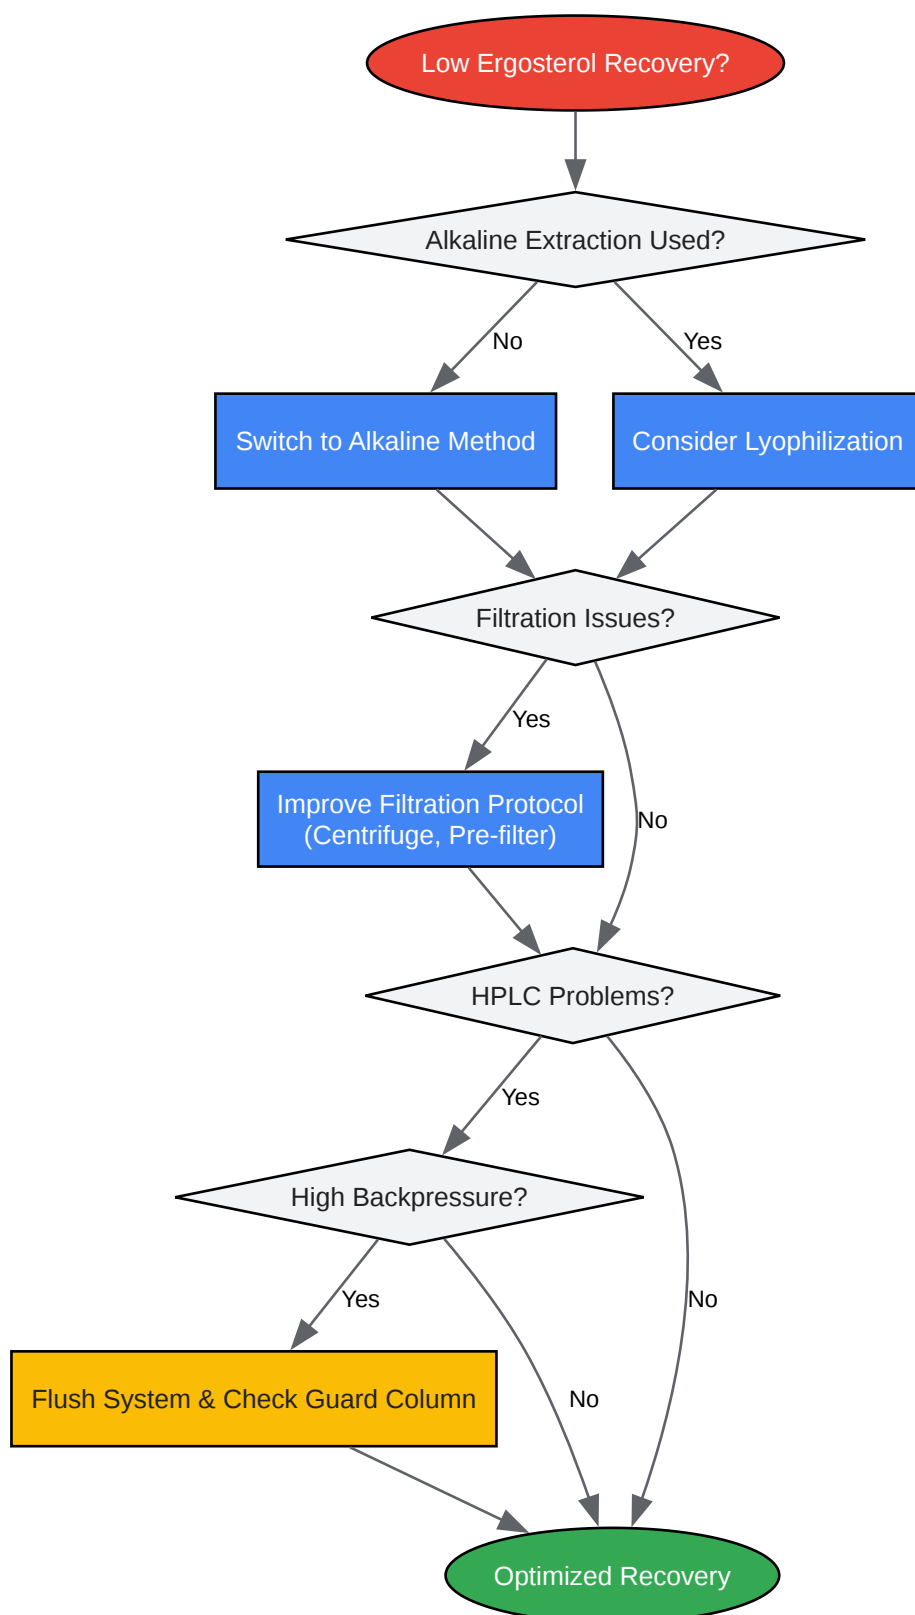 Low Ergosterol Recovery?
Alkaline Extraction Used?
No
Yes
Switch to Alkaline Method
Consider Lyophilization
Filtration Issues?
Yes
Improve Filtration Protocol
(Centrifuge, Pre-filter)
No
HPLC Problems?
Yes
High Backpressure?
Yes
No
Flush System & Check Guard Column
No
Optimized Recovery